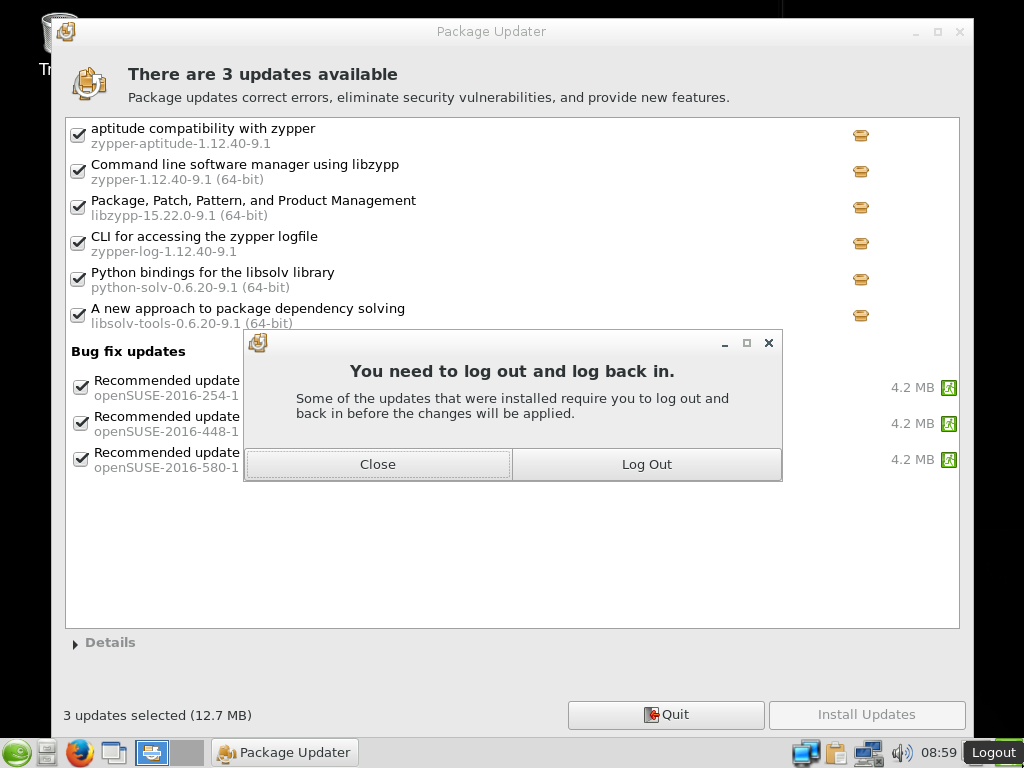 Package Updater
There are 3 updates available
Package updates correct errors, eliminate security vulnerabilities, and provide new features.
aptitude compatibility with zypper
zypper-aptitude-1.12.40-9.1
Command line software manager using libzypp
zypper-1.12.40-9.1 (64-bit)
Package, Patch, Pattern, and Product Management
libzypp-15.22.0-9.1 (64-bit)
CLI for accessing the zypper logfile
zypper-log-1.12.40-9.1
Python bindings for the libsolv library
python-solv-0.6.20-9.1 (64-bit)
A new approach to package dependency solving
libsolv-tools-0.6.20-9.1 (64-bit)
Bug fix updates
Recommended update
openSUSE-2016-254-1
4.2 MB
Recommended update
openSUSE-2016-448-1
4.2 MB
Recommended update
openSUSE-2016-580-1
4.2 MB
You need to log out and log back in.
Some of the updates that were installed require you to log out and
back in before the changes will be applied.
Close
Log Out
Details
3 updates selected (12.7 MB)
Quit
Install Updates
Package Updater
08:59
Logout